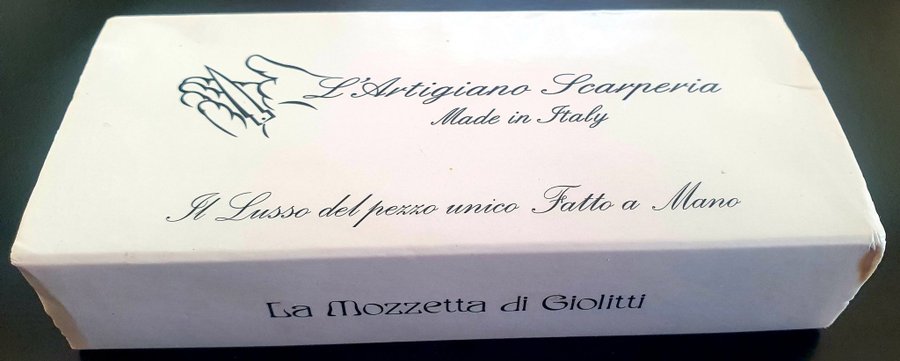 L'Artigiano Scarperia
Made in Italy
Il Lusso del pezzo unico Fatto a Mano
La Mozzetta di Giolitti